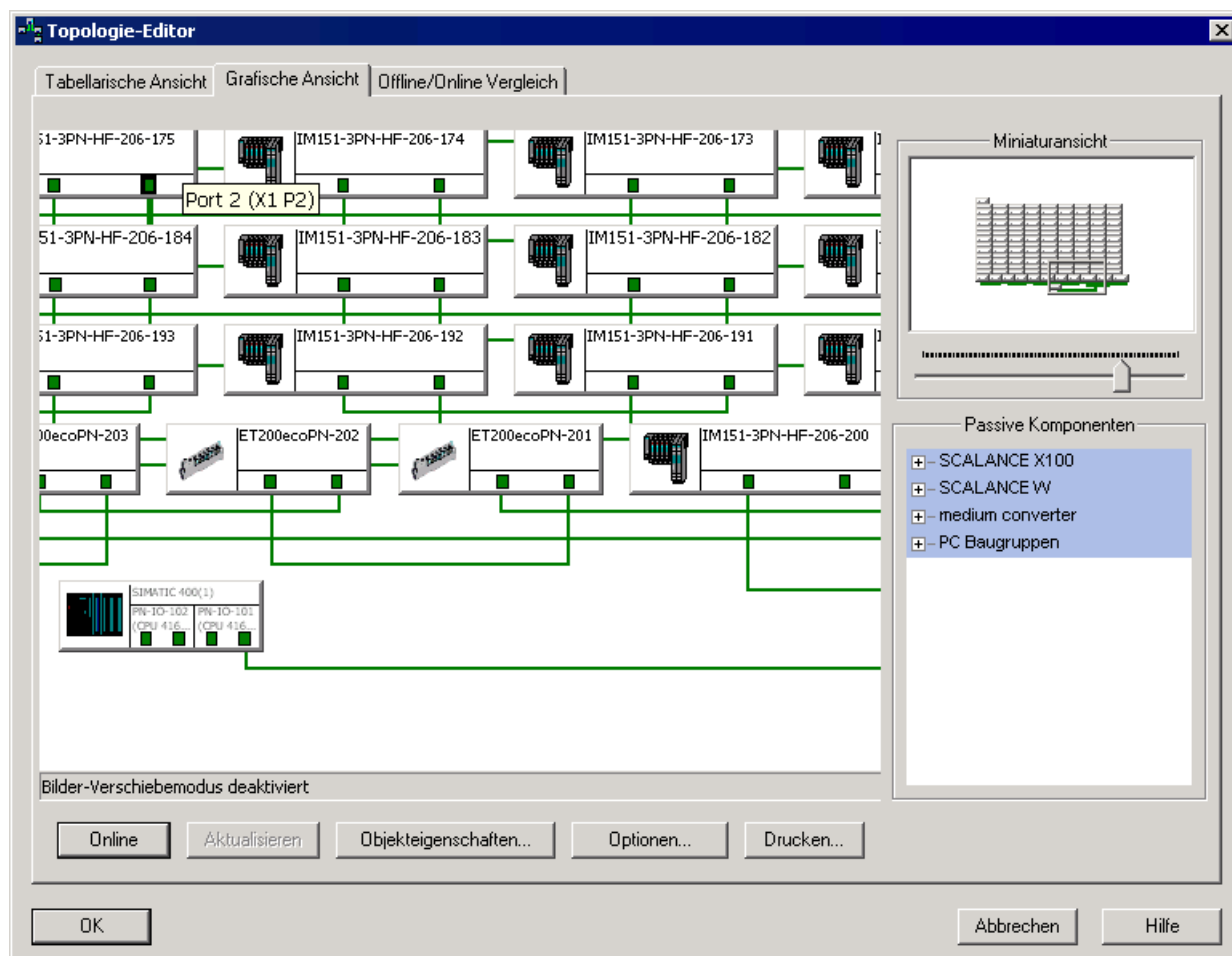 Topologie-Editor
Tabellarische Ansicht
Grafische Ansicht
Offline/Online Vergleich
51-3PN-HF-206-175
IM151-3PN-HF-206-174
IM151-3PN-HF-206-173
Port 2 (X1 P2)
51-3PN-HF-206-184
IM151-3PN-HF-206-183
IM151-3PN-HF-206-182
51-3PN-HF-206-193
IM151-3PN-HF-206-192
IM151-3PN-HF-206-191
00ecoPN-203
ET200ecoPN-202
ET200ecoPN-201
IM151-3PN-HF-206-200
SIMATIC 400(1)
PN-IO-102
(CPU 416...
PN-IO-101
(CPU 416...
Bilder-Verschiebemodus deaktiviert
Miniaturansicht
Passive Komponenten
SCALANCE X100
SCALANCE W
medium converter
PC Baugruppen
Online
Aktualisieren
Objekteigenschaften...
Optionen...
Drucken...
OK
Abbrechen
Hilfe